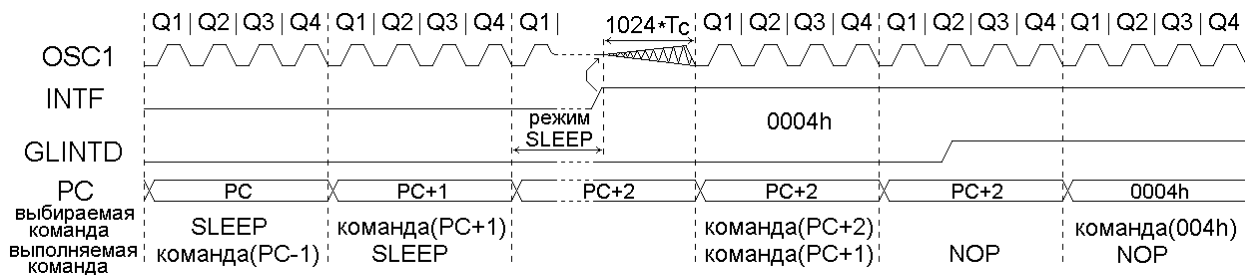 Q1 | Q2 | Q3 | Q4 | Q1 | Q2 | Q3 | Q4 | Q1 | 1024*Tc Q1 | Q2 | Q3 | Q4 | Q1 | Q2 | Q3 | Q4 | Q1 | Q2 | Q3 | Q4
OSC1
INTF
режим
SLEEP
0004h
GLINTD
PC PC PC+1 PC+2 PC+2 PC+2 0004h
выбираемая
команда
SLEEP команда(PC+1) команда(PC+2) команда(004h)
выполняемая
команда
команда(PC-1) SLEEP команда(PC+1) NOP NOP